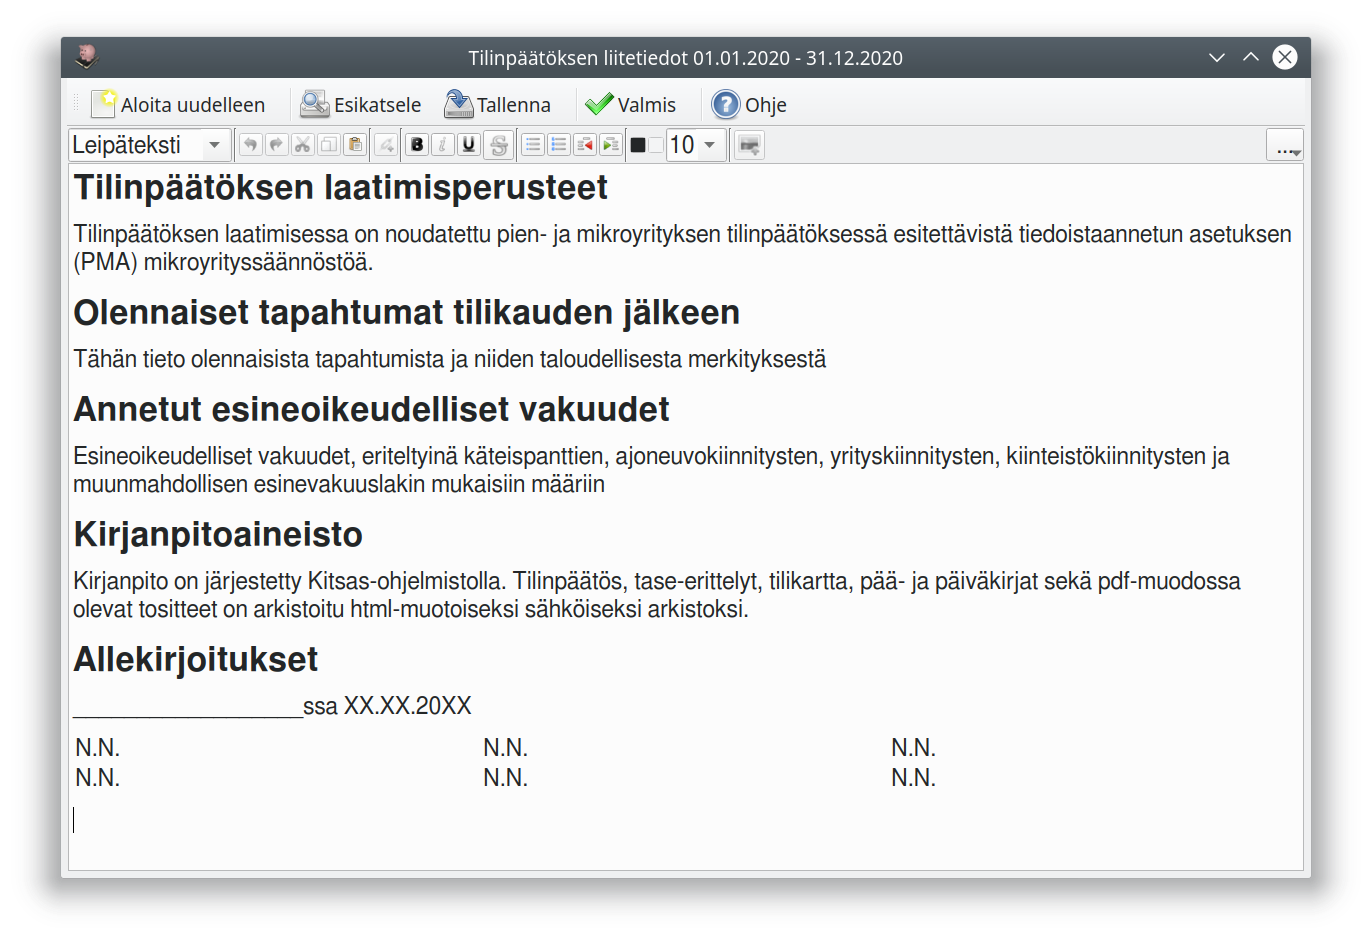 Tilinpäätöksen liitetiedot 01.01.2020 - 31.12.2020
Aloita uudelleen Esikatsele Tallenna Valmis Ohje
Leipäteksti B i U S 10 ...
Tilinpäätöksen laatimisperusteet
Tilinpäätöksen laatimisessa on noudatettu pien- ja mikroyrityksen tilinpäätöksessä esitettävistä tiedoistaannetun asetuksen
(PMA) mikroyrityssäännöstöä.
Olennaiset tapahtumat tilikauden jälkeen
Tähän tieto olennaisista tapahtumista ja niiden taloudellisesta merkityksestä
Annetut esineoikeudelliset vakuudet
Esineoikeudelliset vakuudet, eriteltyinä käteispanttien, ajoneuvokiinnitysten, yrityskiinnitysten, kiinteistökiinnitysten ja
muunmahdollisen esinevakuuslakin mukaisiin määriin
Kirjanpitoaineisto
Kirjanpito on järjestetty Kitsas-ohjelmistolla. Tilinpäätös, tase-erittelyt, tilikartta, pää- ja päiväkirjat sekä pdf-muodossa
olevat tositteet on arkistoitu html-muotoiseksi sähköiseksi arkistoksi.
Allekirjoitukset
__________________ssa XX.XX.20XX
N.N. N.N. N.N.
N.N. N.N. N.N.